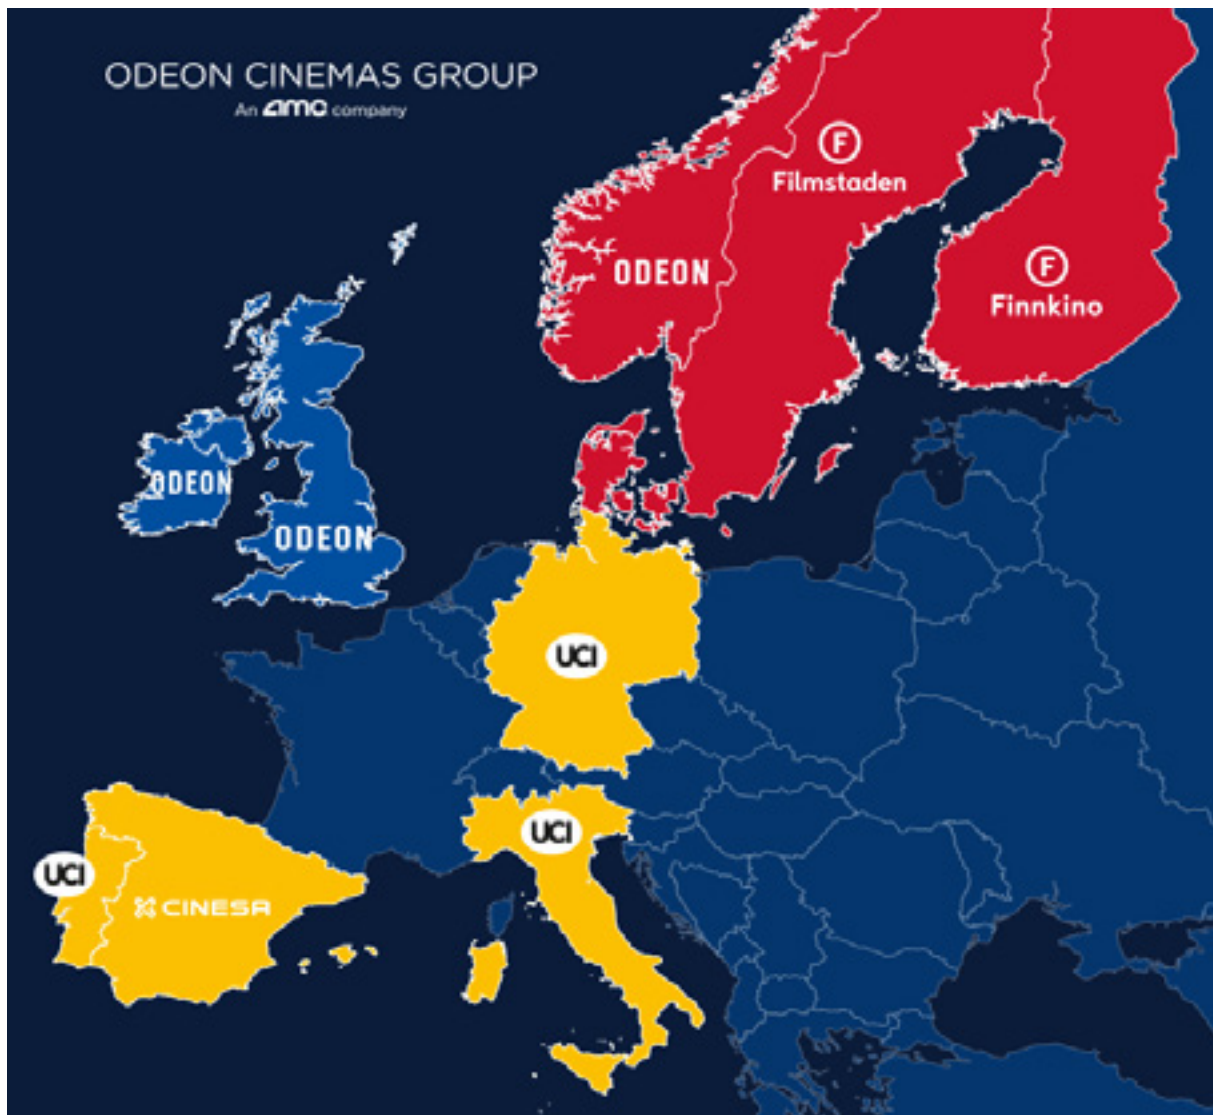 ODEON CINEMAS GROUP
An amc company
F
Filmstaden
ODEON
F
Finnkino
ODEON
ODEON
UCI
UCI
UCI
CINESA